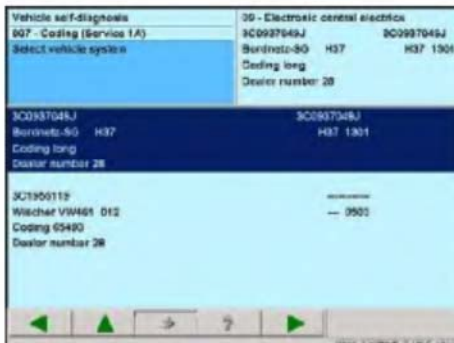 Vehicle self-diagnosis
007 - Coding (Service 1A)
Select vehicle system
09 - Electronic central electrics
3C0937049J 3C0937049J
Bordnetz-SG H37 H37 1301
Coding long
Dealer number 28
3C0937049J 3C0937049J
Bordnetz-SG H37 H37 1301
Coding long
Dealer number 28
3C1955119
Wischer VW461 012 --- 0503
Coding 65493
Dealer number 28
?